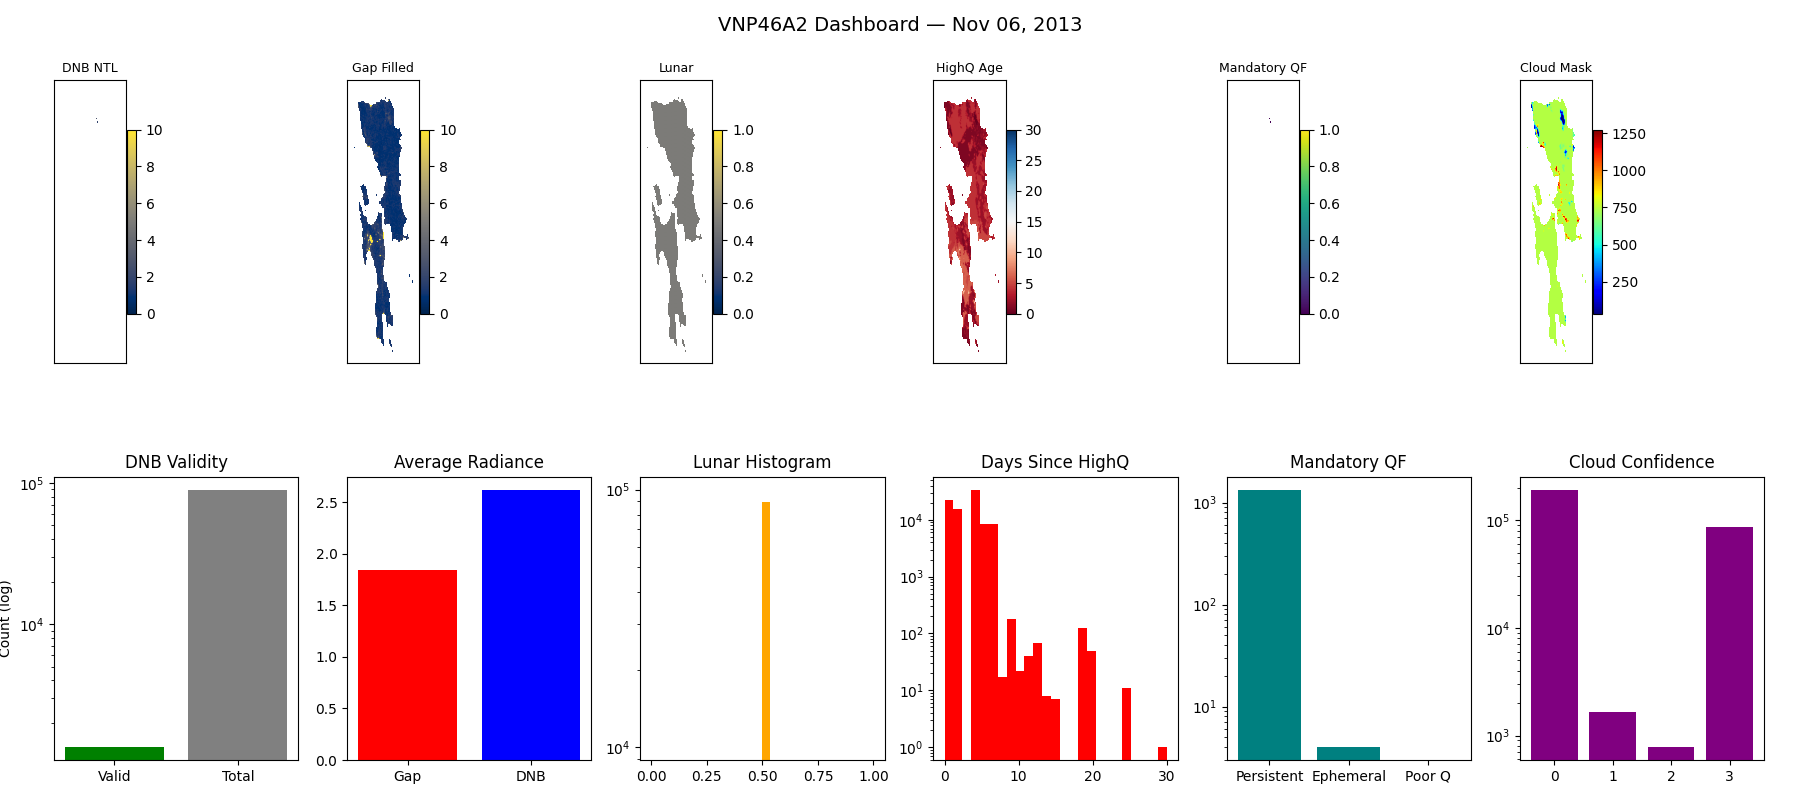 VNP46A2 Dashboard — Nov 06, 2013
DNB NTL
10
8
6
4
2
0
Gap Filled
10
8
6
4
2
0
Lunar
1.0
0.8
0.6
0.4
0.2
0.0
HighQ Age
30
25
20
15
10
5
0
Mandatory QF
1.0
0.8
0.6
0.4
0.2
0.0
Cloud Mask
1250
1000
750
500
250
DNB Validity
Count (log)
10⁵
10⁴
Valid Total
Average Radiance
2.5
2.0
1.5
1.0
0.5
0.0
Gap DNB
Lunar Histogram
10⁵
10⁴
0.00 0.25 0.50 0.75 1.00
Days Since HighQ
10⁴
10³
10²
10¹
10⁰
0 10 20 30
Mandatory QF
10³
10²
10¹
Persistent Ephemeral Poor Q
Cloud Confidence
10⁵
10⁴
10³
0 1 2 3